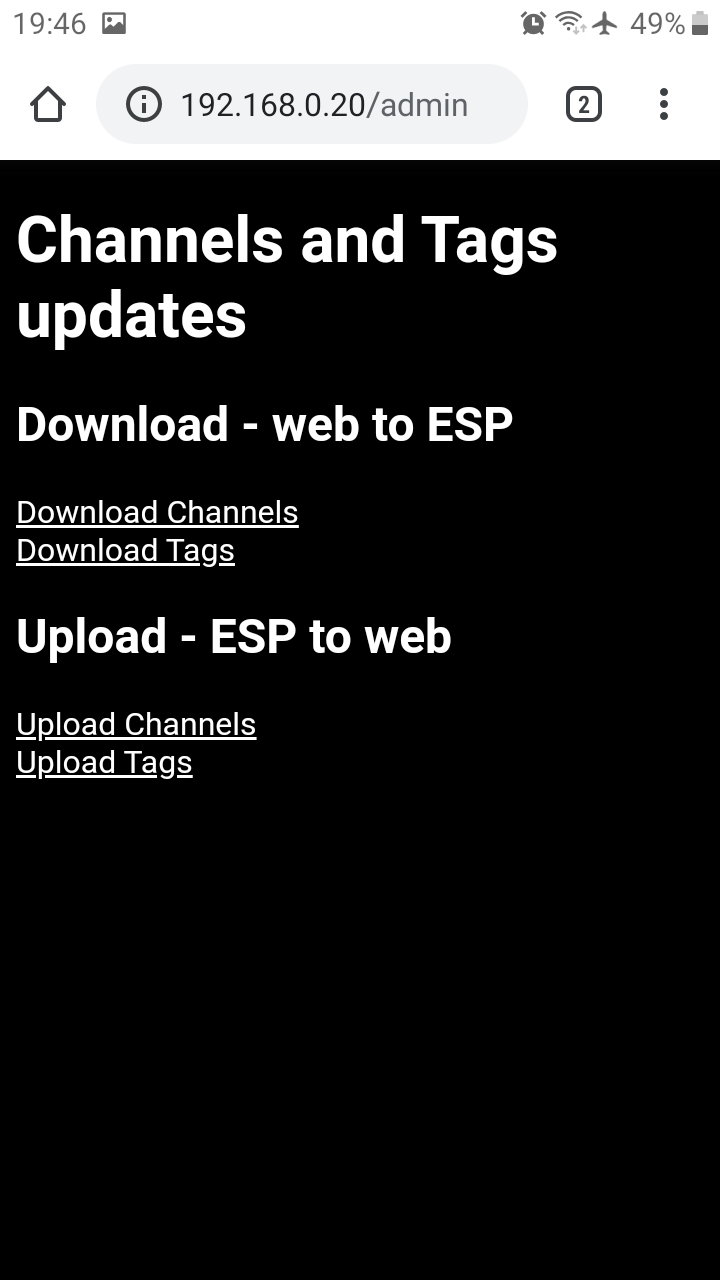 19:46 49%
192.168.0.20/admin 2
Channels and Tags
updates
Download - web to ESP
Download Channels
Download Tags
Upload - ESP to web
Upload Channels
Upload Tags